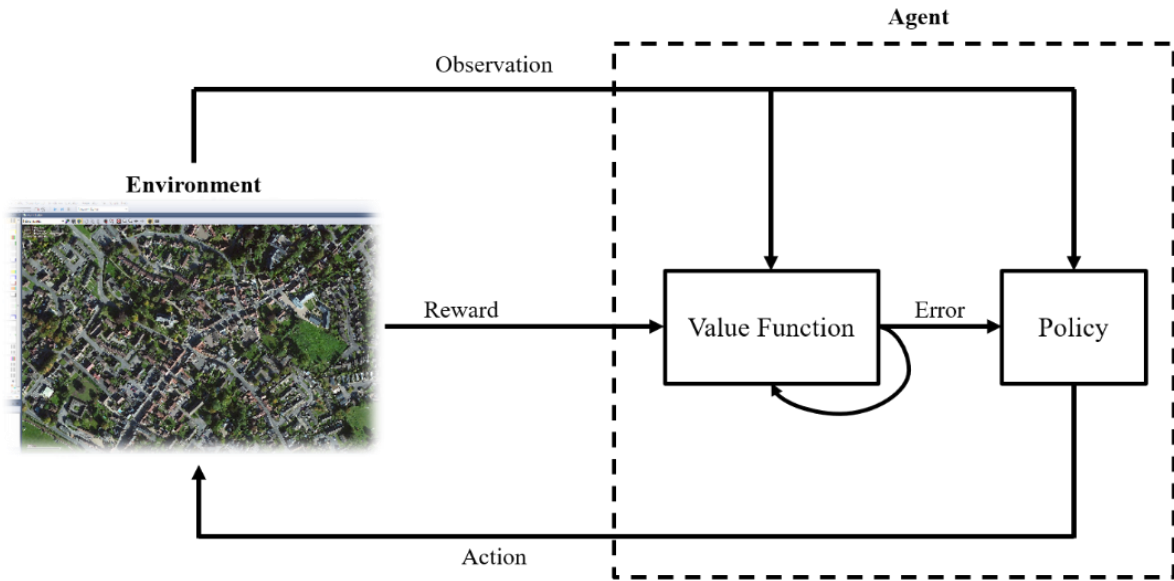 Agent
Observation
Environment
Reward
Value Function
Error
Policy
Action